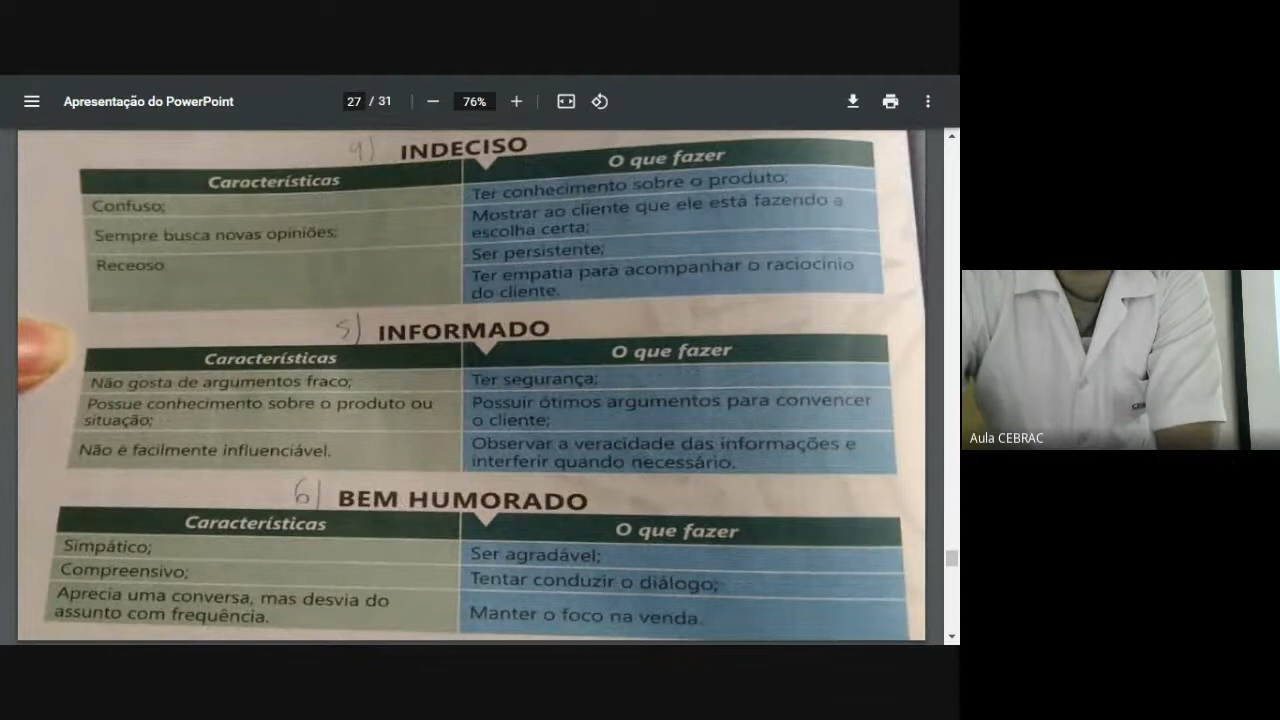 Apresentação do PowerPoint
27 / 31
76%
4) INDECISO
Características
O que fazer
Confuso;
Sempre busca novas opiniões;
Receoso
Ter conhecimento sobre o produto;
Mostrar ao cliente que ele está fazendo a
escolha certa;
Ser persistente;
Ter empatia para acompanhar o raciocínio
do cliente.
5) INFORMADO
Características
O que fazer
Não gosta de argumentos fraco;
Possue conhecimento sobre o produto ou
situação;
Não é facilmente influenciável.
Ter segurança;
Possuir ótimos argumentos para convencer
o cliente;
Observar a veracidade das informações e
interferir quando necessário.
6) BEM HUMORADO
Características
O que fazer
Simpático;
Compreensivo;
Aprecia uma conversa, mas desvia do
assunto com frequência.
Ser agradável;
Tentar conduzir o diálogo;
Manter o foco na venda.
Aula CEBRAC